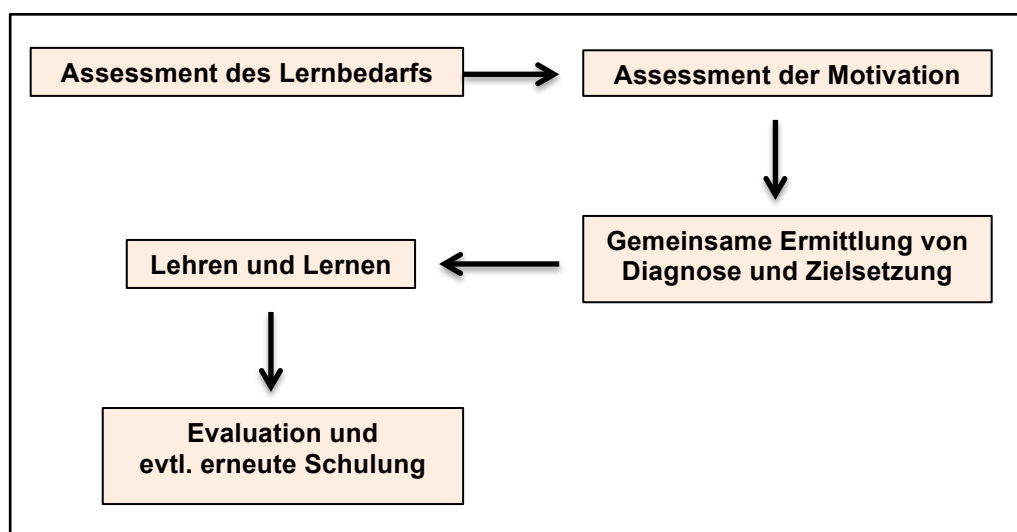 Assessment des Lernbedarfs
Assessment der Motivation
Gemeinsame Ermittlung von
Diagnose und Zielsetzung
Lehren und Lernen
Evaluation und
evtl. erneute Schulung